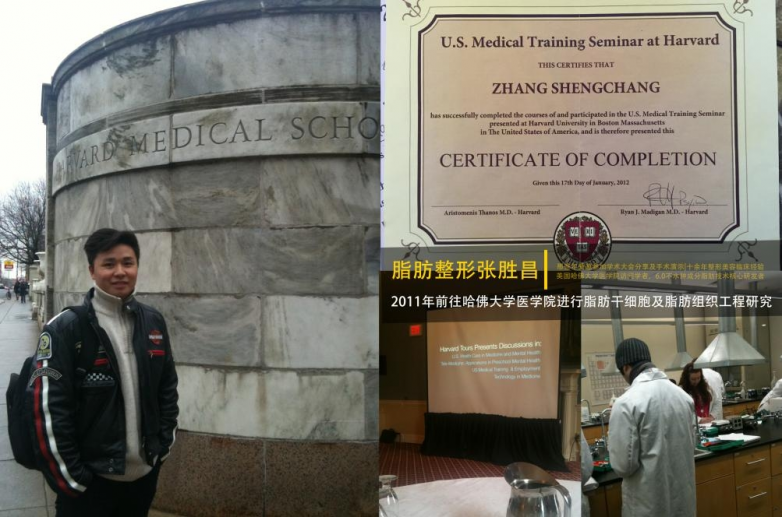 HARVARD MEDICAL SCHO
U.S. Medical Training Seminar at Harvard
THIS CERTIFIES THAT
ZHANG SHENGCHANG
has successfully completed the courses of and participated in the U.S. Medical Training Seminar
presented at Harvard University in Boston Massachusetts
in The United States of America, and is therefore presented this
CERTIFICATE OF COMPLETION
Given this 17th Day of January, 2012
Aristomenis Thanos M.D. - Harvard
Ryan J. Madigan M.D. - Harvard
脂肪整形张胜昌
2011年前往哈佛大学医学院进行脂肪干细胞及脂肪组织工程研究
Harvard Tours Presents Discussions in:
Technology in Medicine